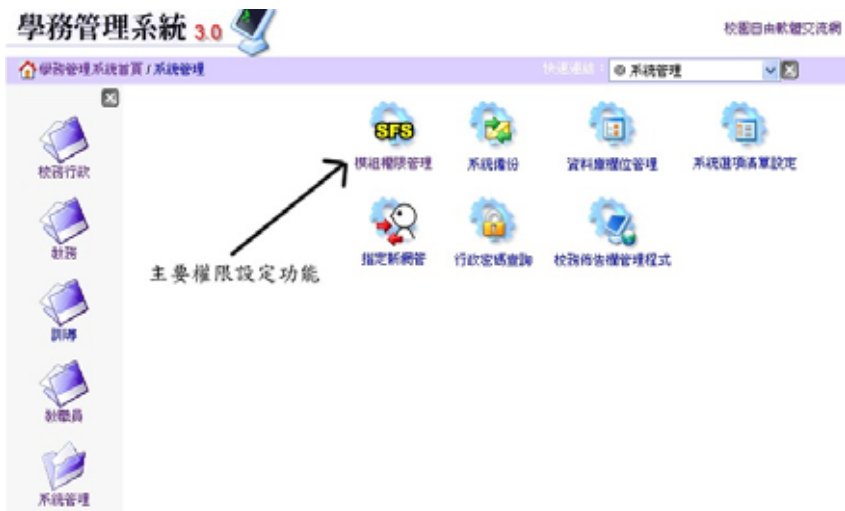 學務管理系統 3.0
校園自由軟體交流網
學務管理系統首頁 / 系統管理
快速連結：
◎ 系統管理
校務行政
教務
訓導
教職員
系統管理
SFS
模組權限管理
系統備份
資料庫欄位管理
系統選項清單設定
指定新網管
行政密碼查詢
校務佈告欄管理程式
主要權限設定功能